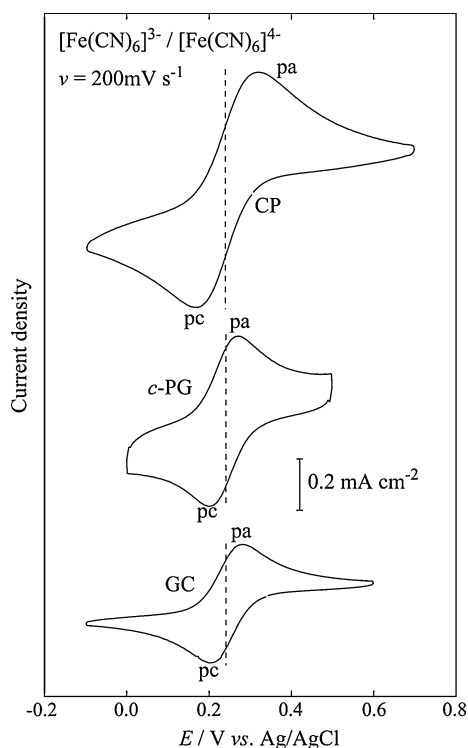 [Fe(CN)₆]³⁻ / [Fe(CN)₆]⁴⁻
v = 200mV s⁻¹
pa
CP
pc
pa
c-PG
0.2 mA cm⁻²
pc
pa
GC
pc
Current density
-0.2 0.0 0.2 0.4 0.6 0.8
E / V vs. Ag/AgCl